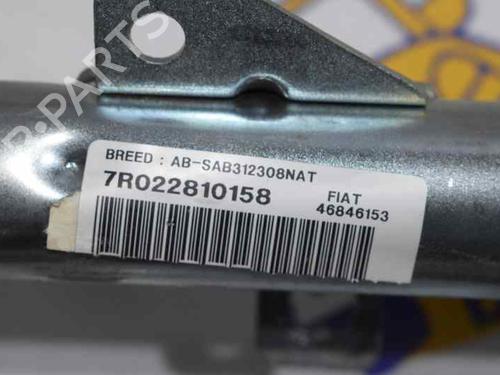 BREED : AB-SAB312308NAT
7R022810158
FIAT
46846153